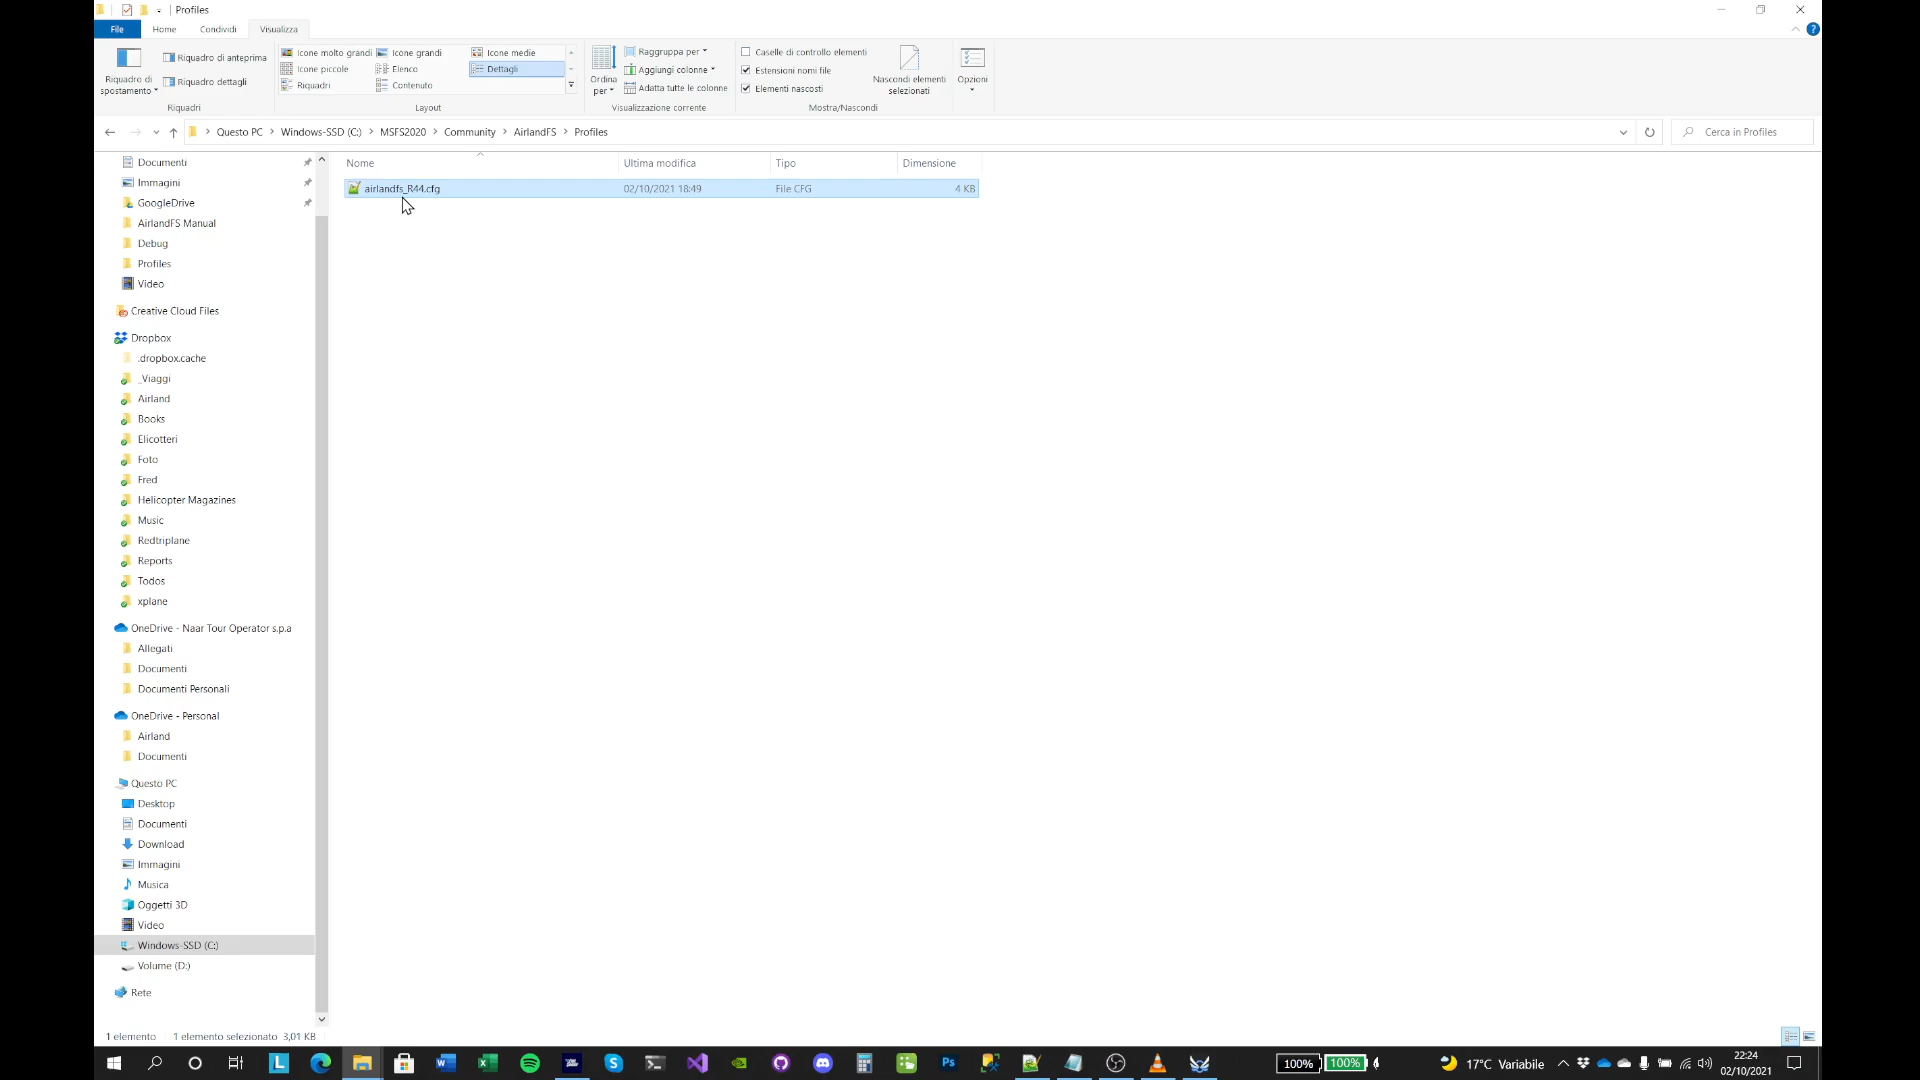 Profiles
File
Home
Condividi
Visualizza
Riquadro di
spostamento
Riquadro di anteprima
Riquadro dettagli
Riquadri
Icone molto grandi
Icone grandi
Icone medie
Icone piccole
Elenco
Dettagli
Riquadri
Contenuto
Layout
Ordina
per
Raggruppa per
Aggiungi colonne
Adatta tutte le colonne
Visualizzazione corrente
Caselle di controllo elementi
Estensioni nomi file
Elementi nascosti
Nascondi elementi
selezionati
Mostra/Nascondi
Opzioni
Questo PC > Windows-SSD (C:) > MSFS2020 > Community > AirlandFS > Profiles
Cerca in Profiles
Nome Ultima modifica Tipo Dimensione
airlandfs_R44.cfg 02/10/2021 18:49 File CFG 4 KB
Documenti
Immagini
GoogleDrive
AirlandFS Manual
Debug
Profiles
Video
Creative Cloud Files
Dropbox
.dropbox.cache
_Viaggi
Airland
Books
Elicotteri
Foto
Fred
Helicopter Magazines
Music
Redtriplane
Reports
Todos
xplane
OneDrive - Naar Tour Operator s.p.a
Allegati
Documenti
Documenti Personali
OneDrive - Personal
Airland
Documenti
Questo PC
Desktop
Documenti
Download
Immagini
Musica
Oggetti 3D
Video
Windows-SSD (C:)
Volume (D:)
Rete
1 elemento 1 elemento selezionato 3,01 KB
100% 100% 17°C Variabile
22:24
02/10/2021